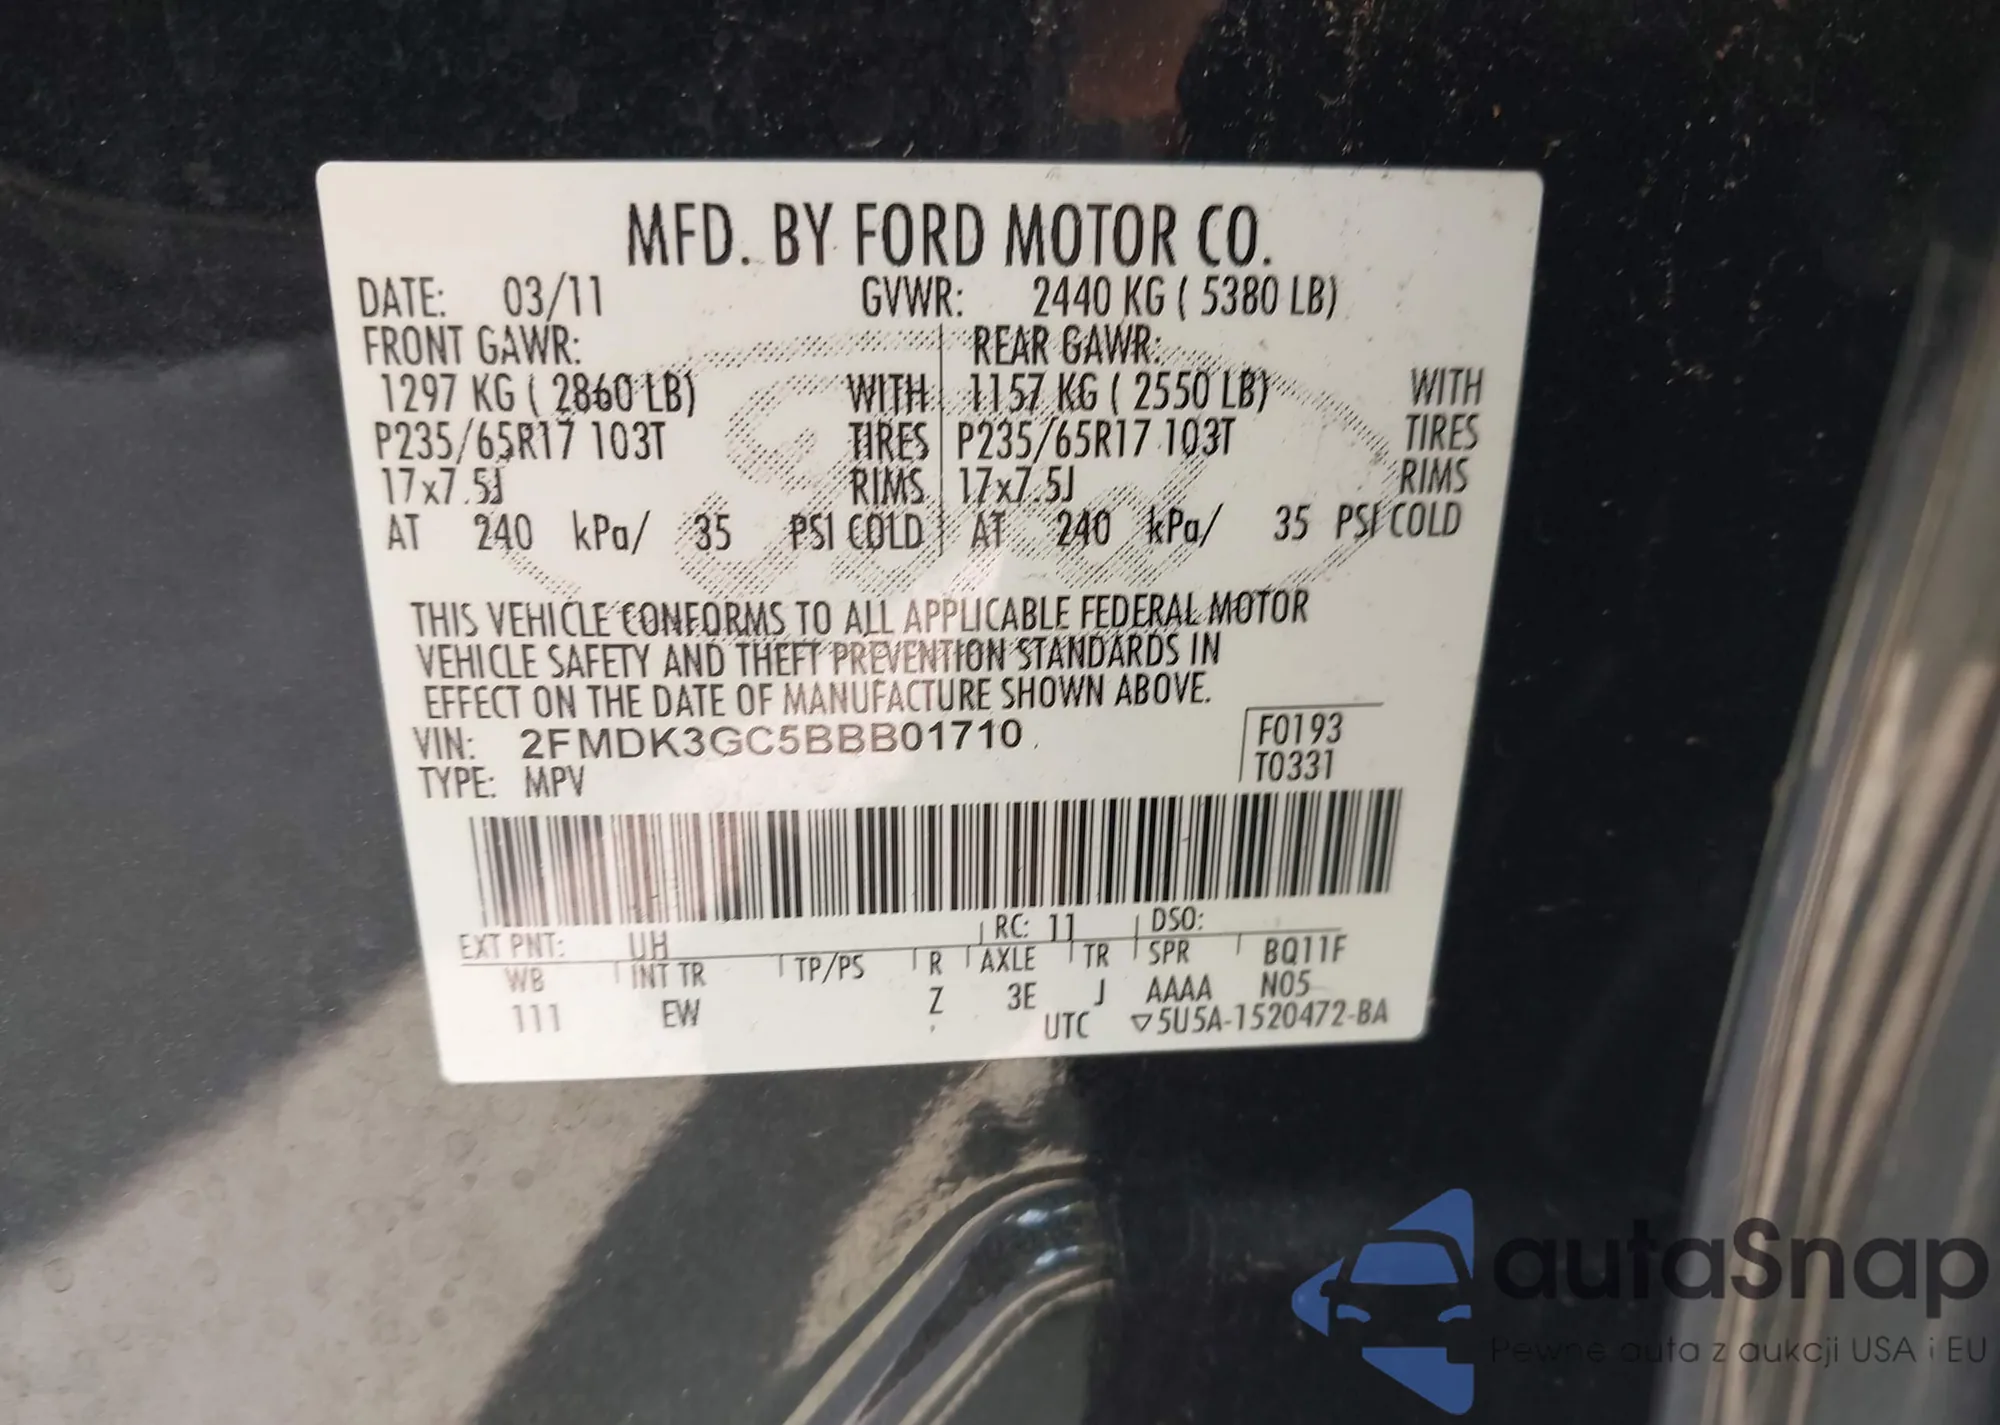 MFD. BY FORD MOTOR CO.
DATE: 03/11 GVWR: 2440 KG ( 5380 LB)
FRONT GAWR: REAR GAWR:
1297 KG ( 2860 LB) WITH 1157 KG ( 2550 LB) WITH
P235/65R17 103T TIRES P235/65R17 103T TIRES
17x7.5J RIMS 17x7.5J RIMS
AT 240 kPa/ 35 PSI COLD AT 240 kPa/ 35 PSI COLD
THIS VEHICLE CONFORMS TO ALL APPLICABLE FEDERAL MOTOR
VEHICLE SAFETY AND THEFT PREVENTION STANDARDS IN
EFFECT ON THE DATE OF MANUFACTURE SHOWN ABOVE.
VIN: 2FMDK3GC5BBB01710 F0193
TYPE: MPV T0331
EXT PNT: UH RC: 11 DSO:
WB INT TR TP/PS R AXLE TR SPR BQ11F
111 EW Z 3E J AAAA N05
UTC ▽5U5A-1520472-BA
autaSnap
Pewne auta z aukcji USA i EU